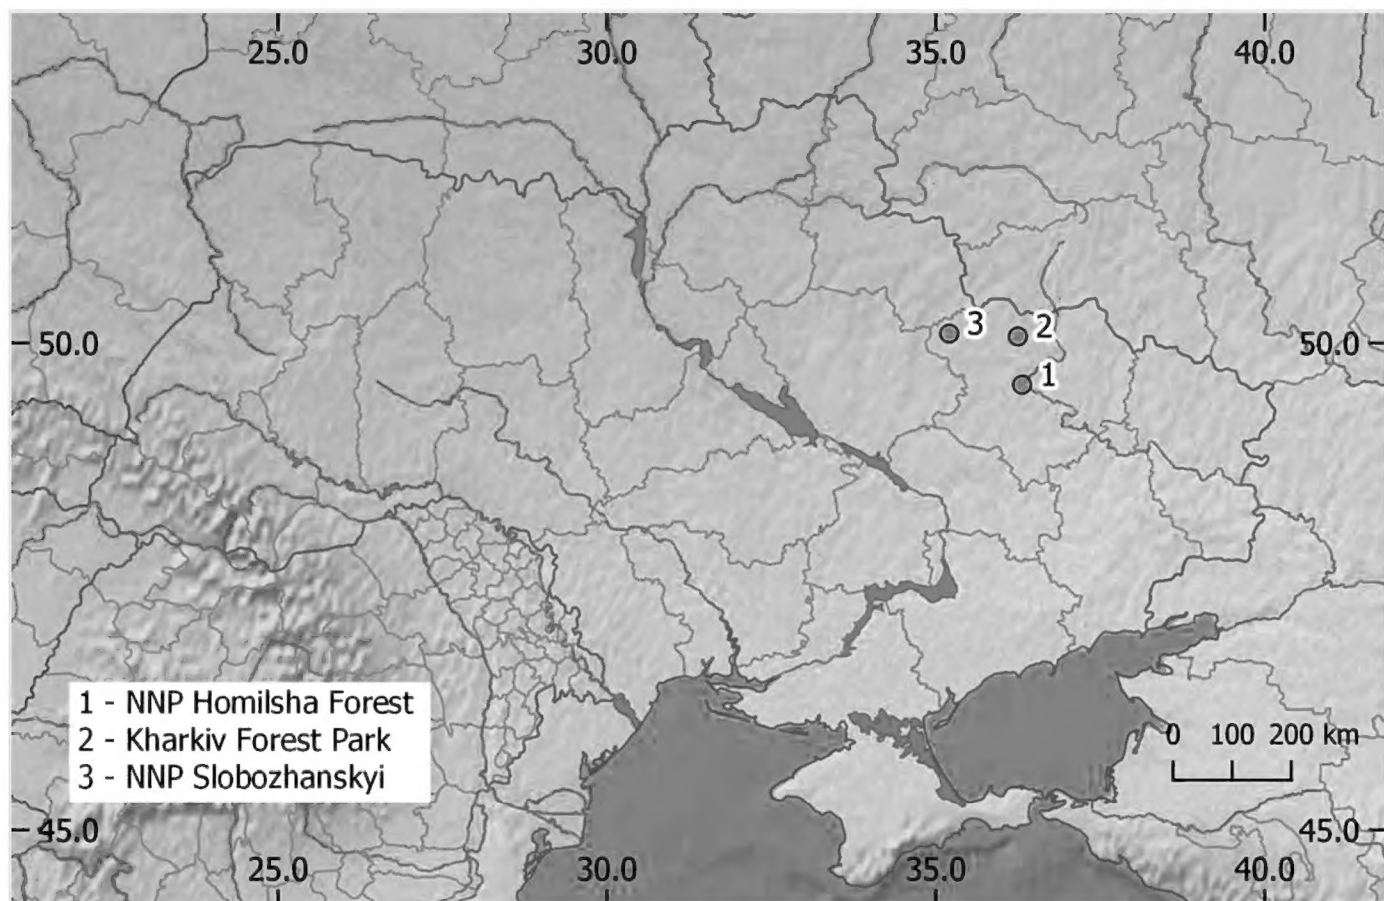 25.0 30.0 35.0 40.0
3 2
50.0 50.0
1
1 - NNP Homilsha Forest
2 - Kharkiv Forest Park
3 - NNP Slobozhanskyi
0 100 200 km
45.0 45.0
25.0 30.0 35.0 40.0